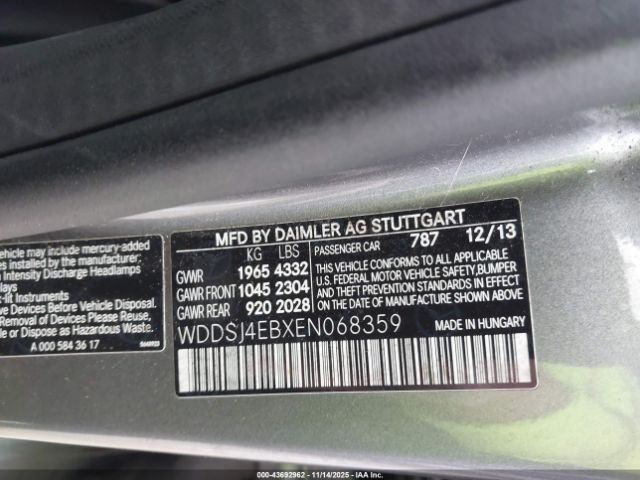 ehicle may include mercury-added
es installed by the manufacturer:
n Intensity Discharge Headlamps
lays
k-lit Instruments
e Devices Before Vehicle Disposal.
Removal of Devices Please Reuse,
cle or Dispose as Hazardous Waste.
A 000 584 36 17
MFD BY DAIMLER AG STUTTGART
KG LBS
GVWR 1965 4332
GAWR FRONT 1045 2304
GAWR REAR 920 2028
PASSENGER CAR 787 12/13
THIS VEHICLE CONFORMS TO ALL APPLICABLE
U.S. FEDERAL MOTOR VEHICLE SAFETY,BUMPER
AND THEFT PREVENTION STANDARDS IN EFFECT
ON THE DATE OF MANUFACTURE SHOWN ABOVE.
WDDSJ4EBXEN068359
MADE IN HUNGARY
000 - 43692962 - 11/14/2025 - IAA CORP.